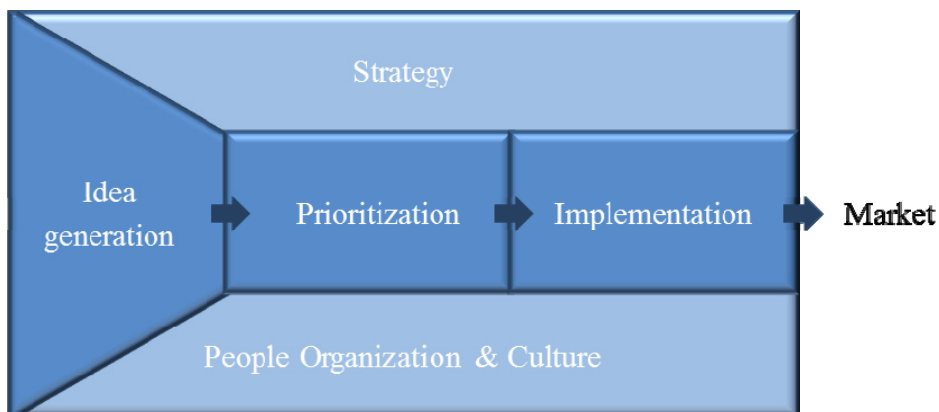 Strategy
Idea
generation
Prioritization
Implementation
Market
People Organization & Culture